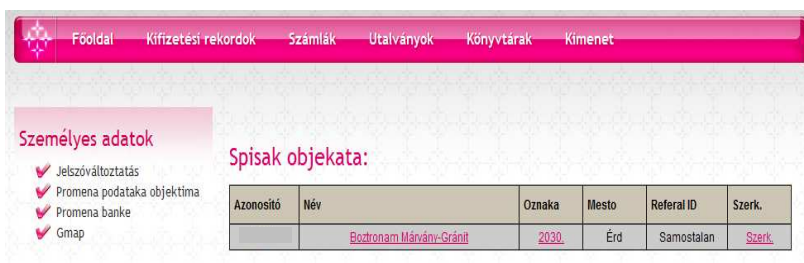 Főoldal Kifizetési rekordok Számlák Utalványok Könyvtárak Kimenet
Személyes adatok
Jelszóváltoztatás
Promena podataka objektima
Promena banke
Gmap
Spisak objekata:
Azonosító Név Oznaka Mesto Referal ID Szerk.
Boztronam Márvány-Gránit 2030. Érd Samostalan Szerk.